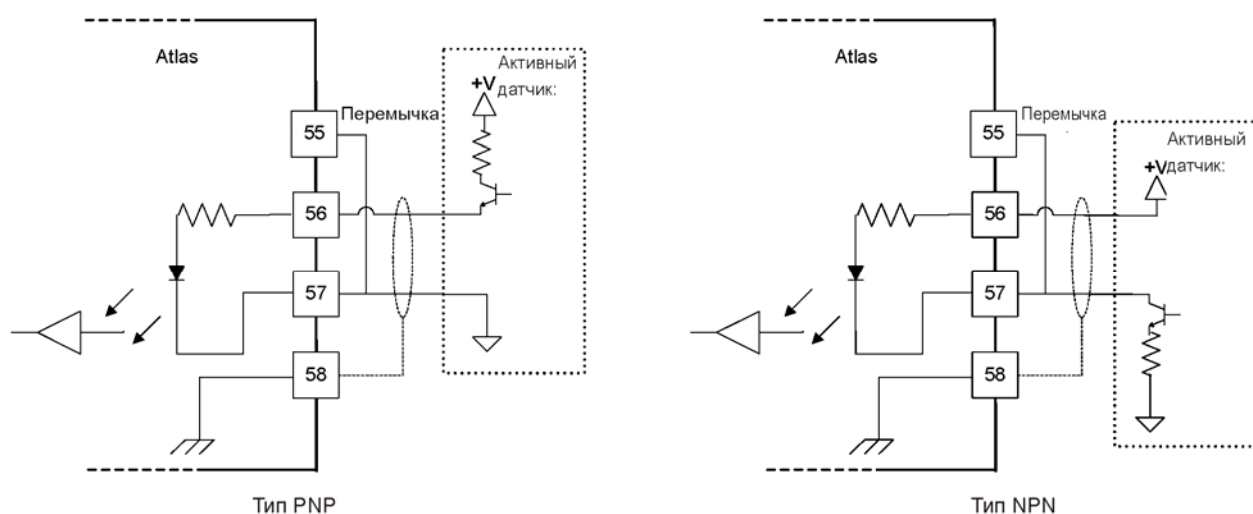 Atlas
Активный
+V датчик:
Перемычка
55
56
57
58
Тип PNP
Atlas
Перемычка
55
Активный
+V датчик:
56
57
58
Тип NPN